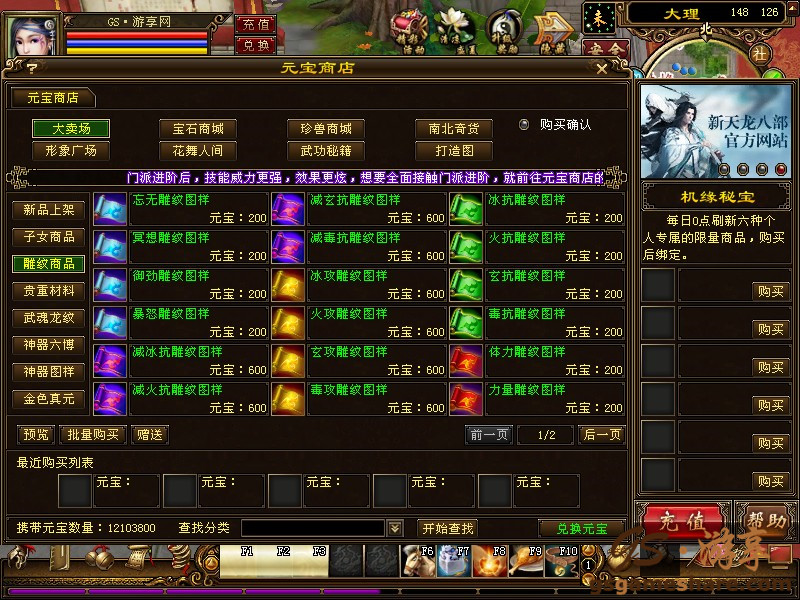 GS·游享网
充值
兑换
未
大理 148 126
北
安全
社
? 元宝商店
元宝商店
大卖场 宝石商城 珍兽商城 南北奇货 购买确认
形象广场 花舞人间 武功秘籍 打造图
门派进阶后，技能威力更强，效果更炫，想要全面接触门派进阶，就前往元宝商店的
新品上架
子女商品
雕纹商品
贵重材料
武魂龙纹
神器六博
神器图样
金色真元
忘无雕纹图样 减玄抗雕纹图样 冰抗雕纹图样
元宝：200 元宝：600 元宝：200
冥想雕纹图样 减毒抗雕纹图样 火抗雕纹图样
元宝：200 元宝：600 元宝：200
御劲雕纹图样 冰攻雕纹图样 玄抗雕纹图样
元宝：200 元宝：600 元宝：200
暴怒雕纹图样 火攻雕纹图样 毒抗雕纹图样
元宝：200 元宝：600 元宝：200
减冰抗雕纹图样 玄攻雕纹图样 体力雕纹图样
元宝：600 元宝：600 元宝：200
减火抗雕纹图样 毒攻雕纹图样 力量雕纹图样
元宝：600 元宝：600 元宝：200
预览 批量购买 赠送 前一页 1/2 后一页
最近购买列表
元宝： 元宝： 元宝： 元宝： 元宝：
携带元宝数量：12103800 查找分类 开始查找 兑换元宝
新天龙八部
官方网站
机缘秘宝
每日0点刷新六种个
人专属的限量商品，购买
后绑定。
购买
购买
购买
购买
购买
购买
充值 帮助
F1 F2 F3 F6 F7 F8 F9 F10 1
GS·游享